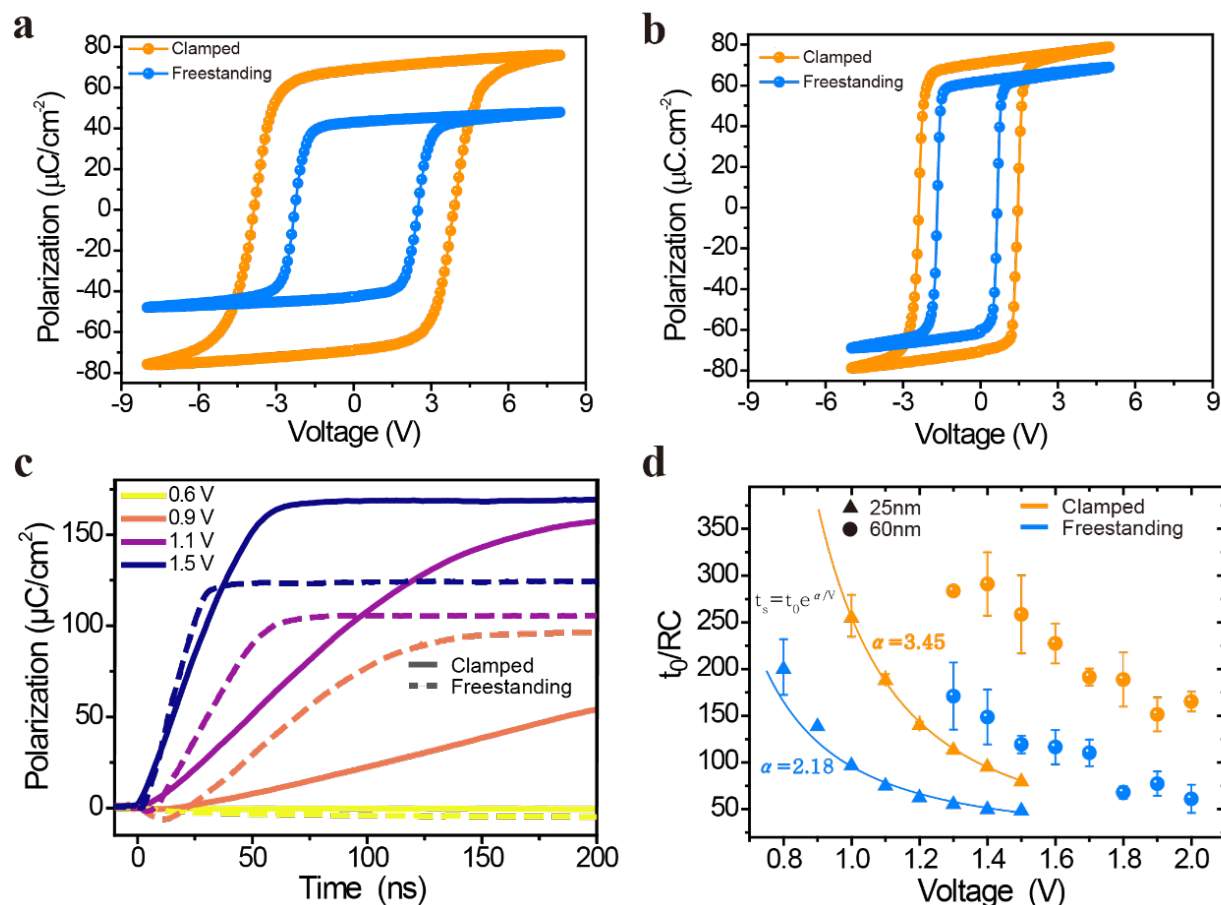 a
80
60
40
20
0
-20
-40
-60
-80
Clamped
Freestanding
Polarization (μC/cm⁻²)
-9 -6 -3 0 3 6 9
Voltage (V)
b
80
60
40
20
0
-20
-40
-60
-80
Clamped
Freestanding
Polarization (μC.cm⁻²)
-9 -6 -3 0 3 6 9
Voltage (V)
c
0.6 V
0.9 V
1.1 V
1.5 V
150
100
50
0
Polarization (μC/cm²)
Clamped
Freestanding
0 50 100 150 200
Time (ns)
d
25nm
60nm
Clamped
Freestanding
350
300
250
200
150
100
50
t₀/RC
tₛ=t₀e^α/V
α=3.45
α=2.18
0.8 1.0 1.2 1.4 1.6 1.8 2.0
Voltage (V)